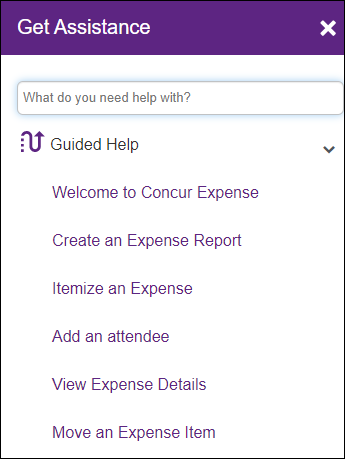 Get Assistance
What do you need help with?
Guided Help
Welcome to Concur Expense
Create an Expense Report
Itemize an Expense
Add an attendee
View Expense Details
Move an Expense Item